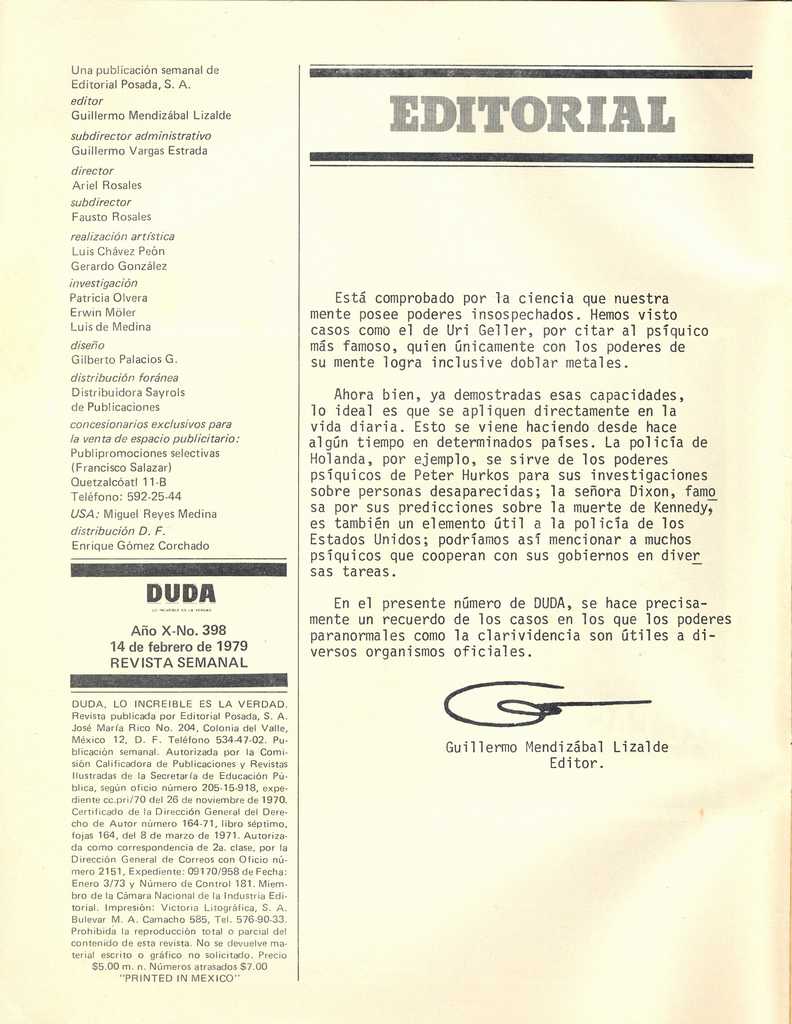 Una publicación semanal de
Editorial Posada, S. A.
editor
Guillermo Mendizábal Lizalde
subdirector administrativo
Guillermo Vargas Estrada
director
Ariel Rosales
subdirector
Fausto Rosales
realización artística
Luis Chávez Peón
Gerardo González
investigación
Patricia Olvera
Erwin Möler
Luis de Medina
diseño
Gilberto Palacios G.
distribución foránea
Distribuidora Sayrols
de Publicaciones
concesionarios exclusivos para
la venta de espacio publicitario:
Publipromociones selectivas
(Francisco Salazar)
Quetzalcóatl 11-B
Teléfono: 592-25-44
USA: Miguel Reyes Medina
distribución D. F.
Enrique Gómez Corchado
DUDA
LO INCREIBLE ES LA VERDAD
Año X-No. 398
14 de febrero de 1979
REVISTA SEMANAL
DUDA, LO INCREIBLE ES LA VERDAD.
Revista publicada por Editorial Posada, S. A.
José María Rico No. 204, Colonia del Valle,
México 12, D. F. Teléfono 534-47-02. Pu-
blicación semanal. Autorizada por la Comi-
sión Calificadora de Publicaciones y Revistas
Ilustradas de la Secretaría de Educación Pú-
blica, según oficio número 205-15-918, expe-
diente cc.pri/70 del 26 de noviembre de 1970.
Certificado de la Dirección General del Dere-
cho de Autor número 164-71, libro séptimo,
fojas 164, del 8 de marzo de 1971. Autoriza-
da como correspondencia de 2a. clase, por la
Dirección General de Correos con Oficio nú-
mero 2151, Expediente: 09170/958 de Fecha:
Enero 3/73 y Número de Control 181. Miem-
bro de la Cámara Nacional de la Industria Edi-
torial. Impresión: Victoria Litográfica, S. A.
Bulevar M. A. Camacho 585, Tel. 576-90-33.
Prohibida la reproducción total o parcial del
contenido de esta revista. No se devuelve ma-
terial escrito o gráfico no solicitado. Precio
$5.00 m. n. Números atrasados $7.00
"PRINTED IN MEXICO"
EDITORIAL
Está comprobado por la ciencia que nuestra
mente posee poderes insospechados. Hemos visto
casos como el de Uri Geller, por citar al psíquico
más famoso, quien únicamente con los poderes de
su mente logra inclusive doblar metales.
Ahora bien, ya demostradas esas capacidades,
lo ideal es que se apliquen directamente en la
vida diaria. Esto se viene haciendo desde hace
algún tiempo en determinados países. La policía de
Holanda, por ejemplo, se sirve de los poderes
psíquicos de Peter Hurkos para sus investigaciones
sobre personas desaparecidas; la señora Dixon, famo
sa por sus predicciones sobre la muerte de Kennedy,
es también un elemento útil a la policía de los
Estados Unidos; podríamos así mencionar a muchos
psíquicos que cooperan con sus gobiernos en diver
sas tareas.
En el presente número de DUDA, se hace precisa-
mente un recuerdo de los casos en los que los poderes
paranormales como la clarividencia son útiles a di-
versos organismos oficiales.
Guillermo Mendizábal Lizalde
Editor.